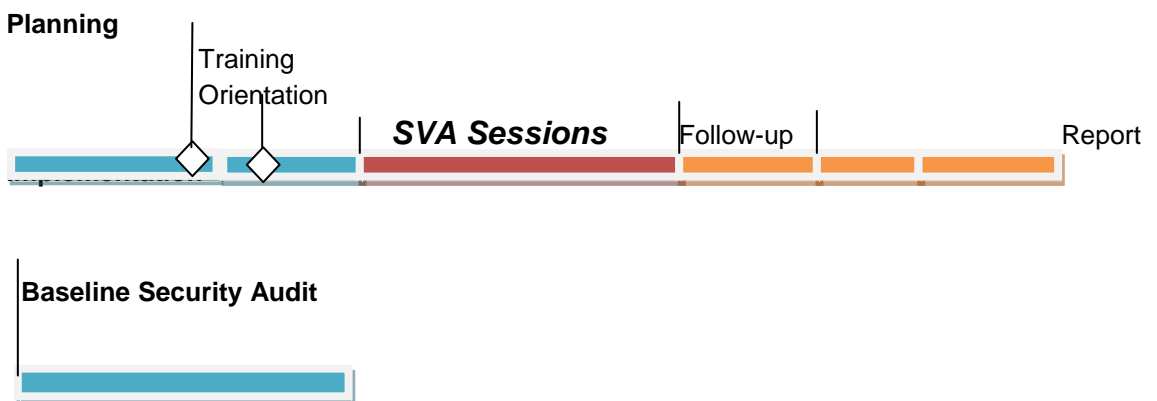 Planning
Training
Orientation
SVA Sessions
Follow-up
Report
Baseline Security Audit